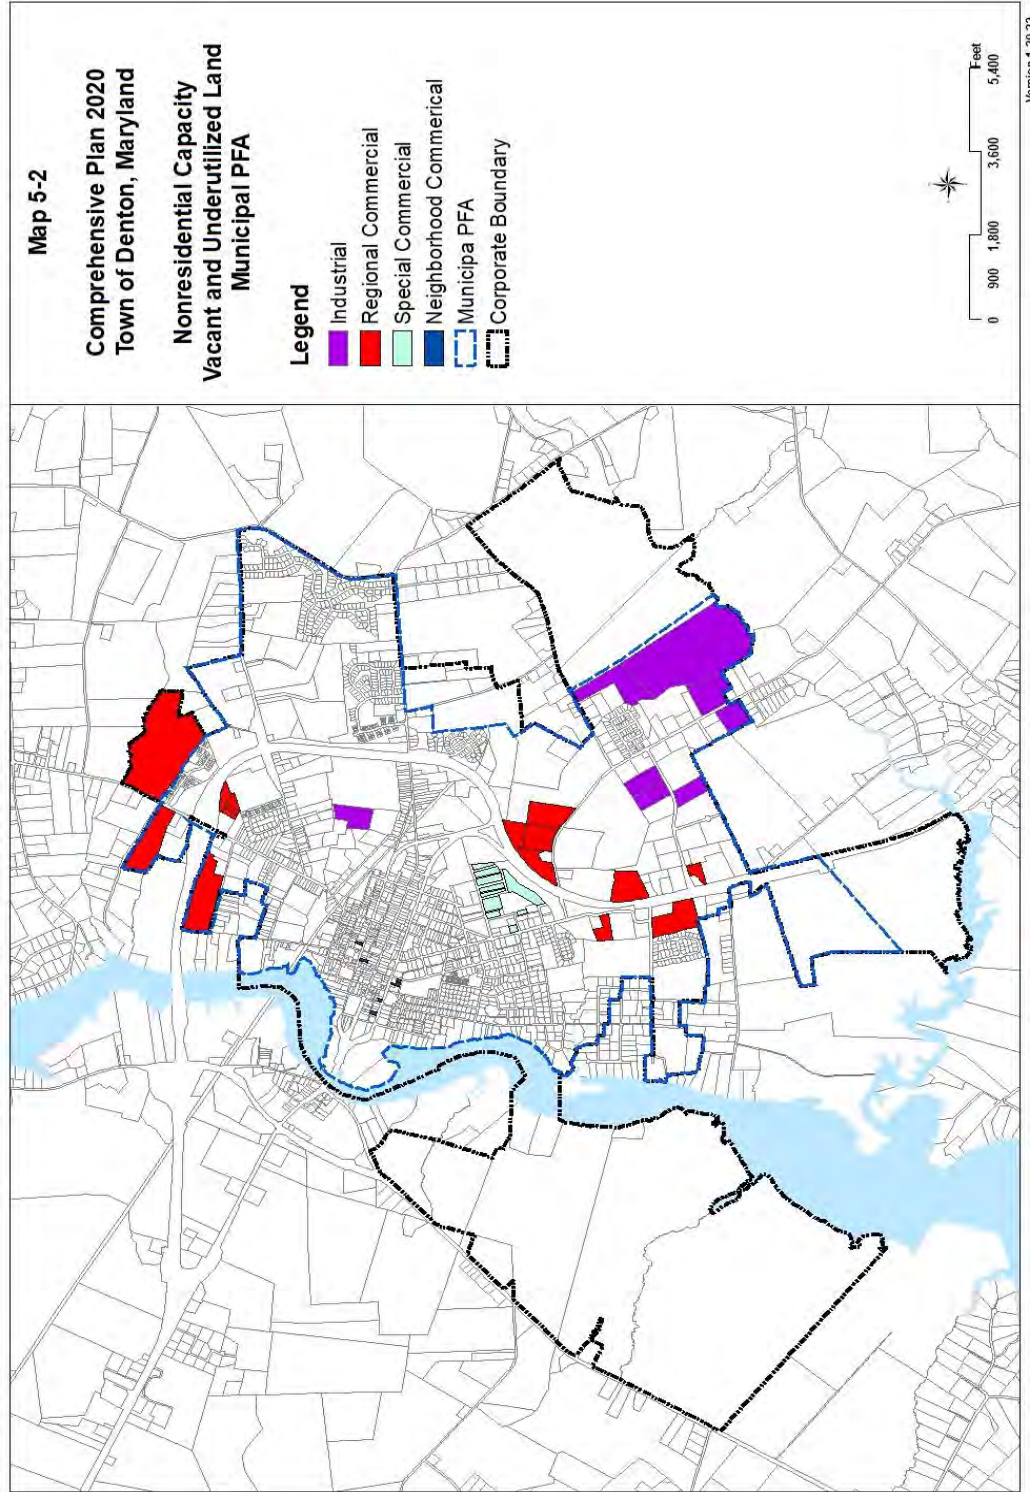 Map 5-2
Comprehensive Plan 2020
Town of Denton, Maryland
Nonresidential Capacity
Vacant and Underutilized Land
Municipal PFA
Legend
Industrial
Regional Commercial
Special Commercial
Neighborhood Commerical
Municipa PFA
Corporate Boundary
Feet
0 900 1,800 3,600 5,400